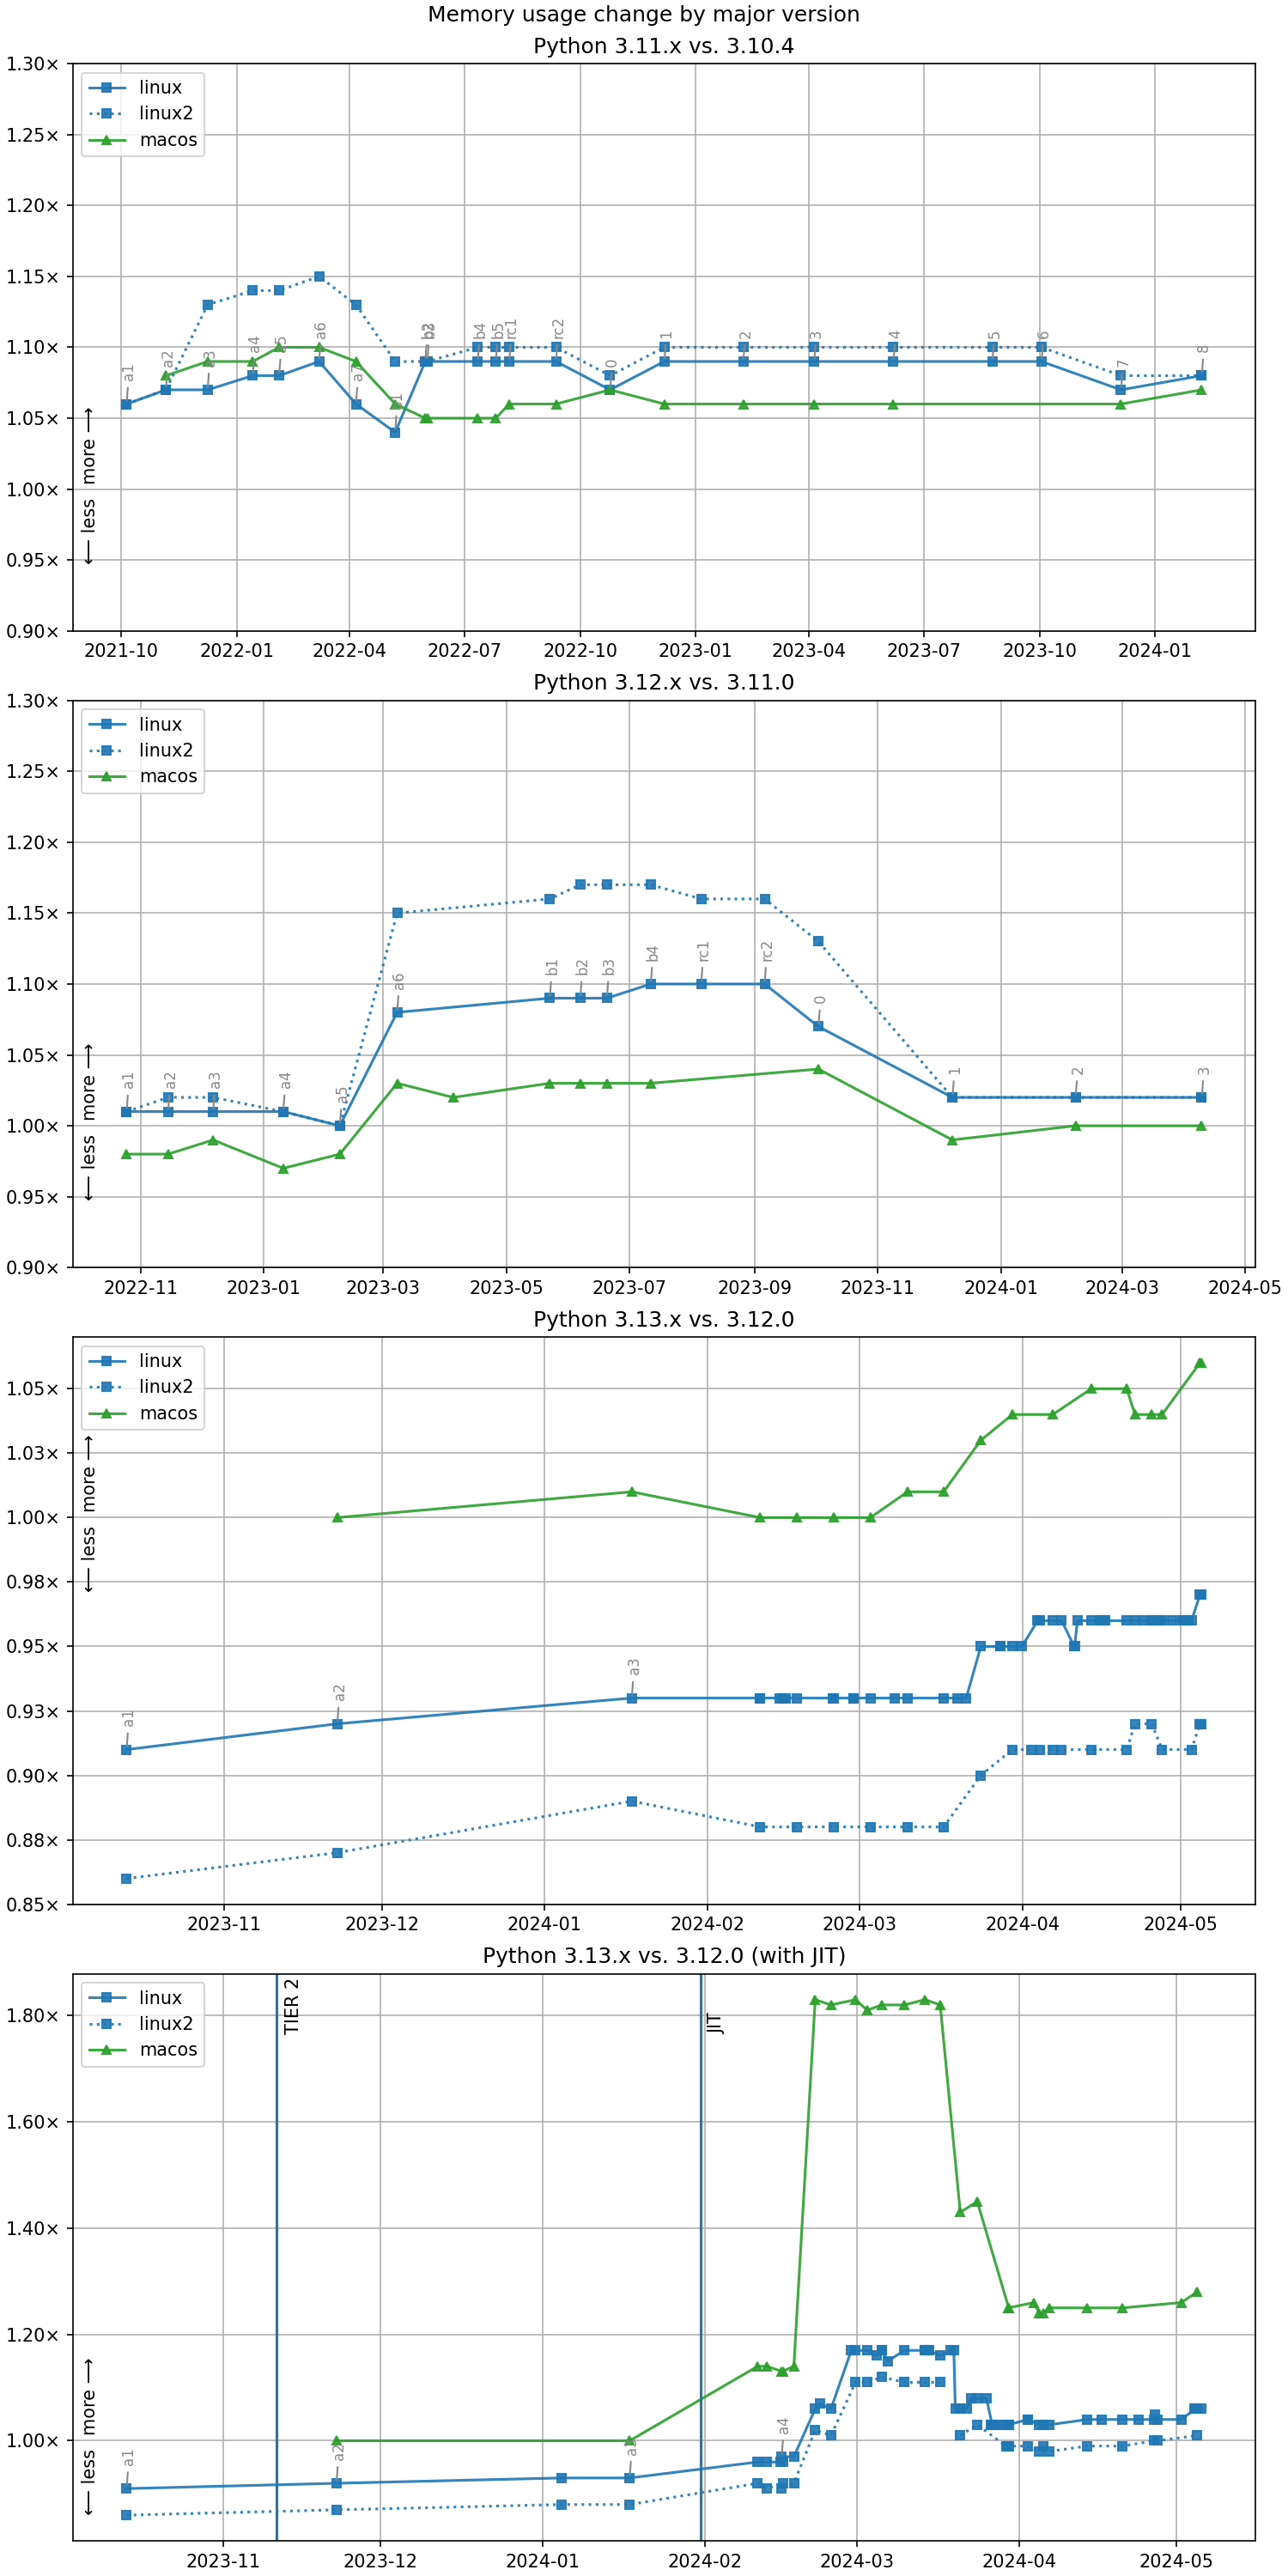 Memory usage change by major version
Python 3.11.x vs. 3.10.4
1.30×
1.25×
1.20×
1.15×
1.10×
1.05×
1.00×
0.95×
0.90×
linux
linux2
macos
← less  more →
a1
a2
a3
a4
a5
a6
a7
b1
b3
b4
b5
rc1
rc2
0
1
2
3
4
5
6
7
8
2021-10
2022-01
2022-04
2022-07
2022-10
2023-01
2023-04
2023-07
2023-10
2024-01
Python 3.12.x vs. 3.11.0
1.30×
1.25×
1.20×
1.15×
1.10×
1.05×
1.00×
0.95×
0.90×
linux
linux2
macos
← less  more →
a1
a2
a3
a4
a5
a6
b1
b2
b3
b4
rc1
rc2
0
1
2
3
2022-11
2023-01
2023-03
2023-05
2023-07
2023-09
2023-11
2024-01
2024-03
2024-05
Python 3.13.x vs. 3.12.0
1.05×
1.03×
1.00×
0.98×
0.95×
0.93×
0.90×
0.88×
0.85×
linux
linux2
macos
← less  more →
a1
a2
a3
2023-11
2023-12
2024-01
2024-02
2024-03
2024-04
2024-05
Python 3.13.x vs. 3.12.0 (with JIT)
1.80×
1.60×
1.40×
1.20×
1.00×
linux
linux2
macos
← less  more →
TIER 2
JIT
a1
a2
a3
a4
2023-11
2023-12
2024-01
2024-02
2024-03
2024-04
2024-05